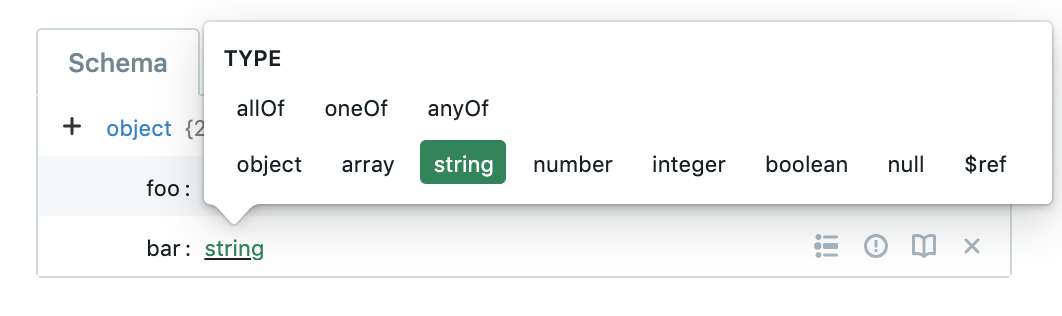 Schema
TYPE
allOf oneOf anyOf
object {2
object array string number integer boolean null $ref
foo:
bar: string